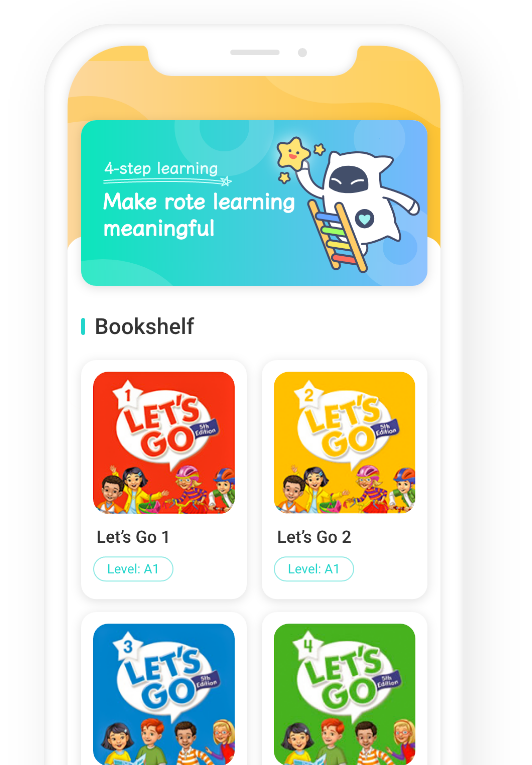 4-step learning
Make rote learning
meaningful
Bookshelf
1
LET'S
GO
5th
Edition
2
LET'S
GO
5th
Edition
Let's Go 1
Let's Go 2
Level: A1
Level: A1
3
LET'S
GO
5th
Edition
4
LET'S
GO
5th
Edition